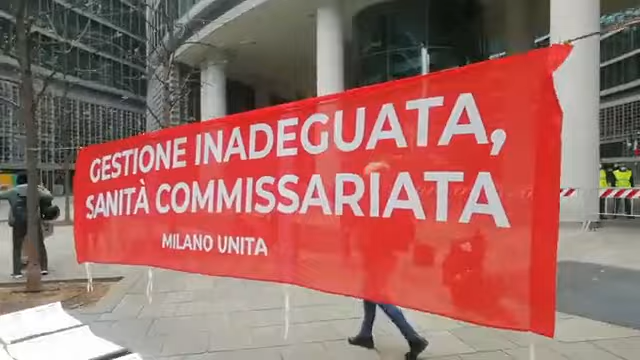 GESTIONE INADEGUATA,
SANITÀ COMMISSARIATA
MILANO UNITA